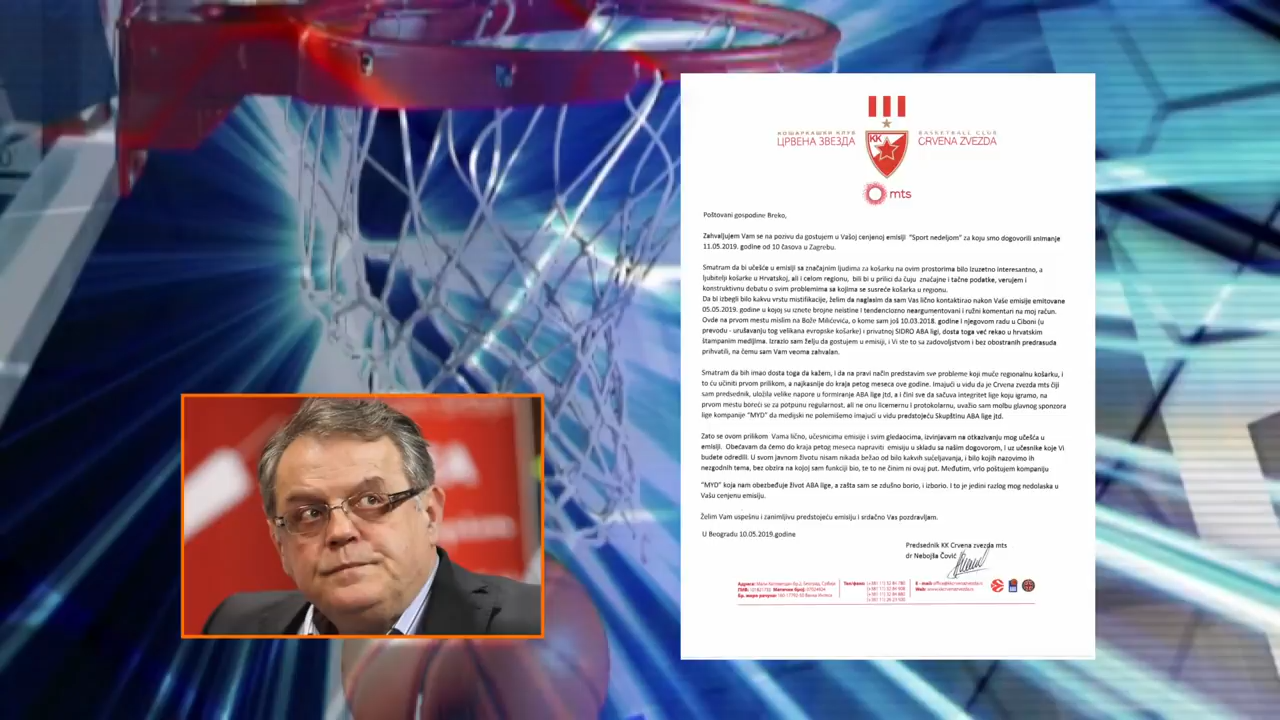 КОШАРКАШКИ КЛУБ
ЦРВЕНА ЗВЕЗДА
BASKETBALL CLUB
CRVENA ZVEZDA
KK
mts
Poštovani gospodine Breko,
Zahvaljujem Vam se na pozivu da gostujem u Vašoj cenjenoj emisiji "Sport nedeljom" za koju smo dogovorili snimanje
11.05.2019. godine od 10 časova u Zagrebu.
Smatram da bi učešće u emisiji sa značajnim ljudima za košarku na ovim prostorima bilo izuzetno interesantno, a
ljubitelji košarke u Hrvatskoj, ali i celom regionu, bili bi u prilici da čuju značajne i tačne podatke, verujem i
konstruktivnu debatu o svim problemima sa kojima se susreće košarka u regionu.
Da bi izbegli bilo kakvu vrstu mistifikacije, želim da naglasim da sam Vas lično kontaktirao nakon Vaše emisije emitovane
05.05.2019. godine u kojoj su iznete brojne neistine i tendenciozno neargumentovani i ružni komentari na moj račun.
Ovde na prvom mestu mislim na Bože Milićevića, o kome sam još 10.03.2018. godine i njegovom radu u Ciboni (u
prevodu - urušavanju tog velikana evropske košarke) i privatnoj SIDRO ABA ligi, dosta toga već rekao u hrvatskim
štampanim medijima. Izrazio sam želju da gostujem u emisiji, i Vi ste to sa zadovoljstvom i bez obostranih predrasuda
prihvatili, na čemu sam Vam veoma zahvalan.
Smatram da bih imao dosta toga da kažem, i da na pravi način predstavim sve probleme koji muče regionalnu košarku, i
to ću učiniti prvom prilikom, a najkasnije do kraja petog meseca ove godine. Imajući u vidu da je Crvena zvezda mts čiji
sam predsednik, uložila velike napore u formiranje ABA lige jtd, a i čini sve da sačuva integritet lige koju igramo, na
prvom mestu boreći se za potpunu regularnost, ali ne onu licemernu i protokolarnu, uvažio sam molbu glavnog sponzora
lige kompanije "MYD" da medijski ne polemišemo imajući u vidu predstojeću Skupštinu ABA lige jtd.
Zato se ovom prilikom Vama lično, učesnicima emisije i svim gledaocima, izvinjavam na otkazivanju mog učešća u
emisiji. Obećavam da ćemo do kraja petog meseca napraviti emisiju u skladu sa našim dogovorom, i uz učesnike koje Vi
budete odredili. U svom javnom životu nisam nikada bežao od bilo kakvih sučeljavanja, i bilo kojih nazovimo ih
nezgodnih tema, bez obzira na kojoj sam funkciji bio, te to ne činim ni ovaj put. Međutim, vrlo poštujem kompaniju
"MYD" koja nam obezbeđuje život ABA lige, a zašta sam se zdušno borio, i izborio. I to je jedini razlog mog nedolaska u
Vašu cenjenu emisiju.
Želim Vam uspešnu i zanimljivu predstojeću emisiju i srdačno Vas pozdravljam.
U Beogradu 10.05.2019.godine
Predsednik KK Crvena zvezda mts
dr Nebojša Čović